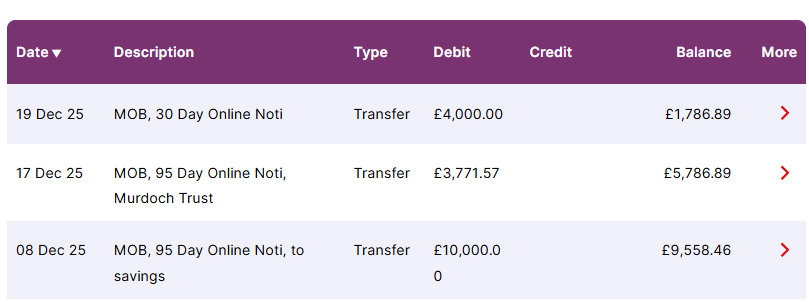 Date ▼ Description Type Debit Credit Balance More
19 Dec 25 MOB, 30 Day Online Noti Transfer £4,000.00 £1,786.89
17 Dec 25 MOB, 95 Day Online Noti, Transfer £3,771.57 £5,786.89
Murdoch Trust
08 Dec 25 MOB, 95 Day Online Noti, to Transfer £10,000.0 £9,558.46
savings 0